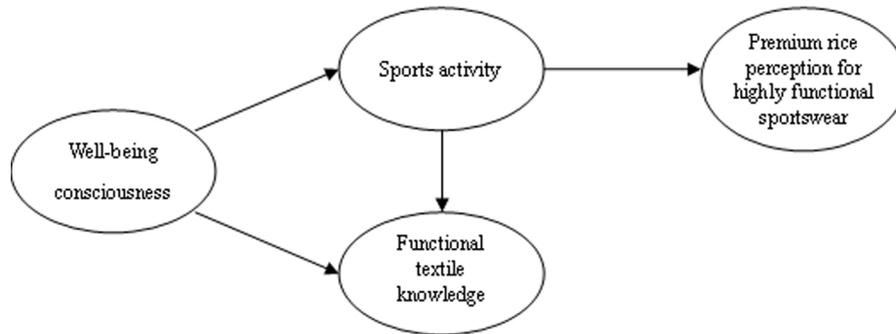 Sports activity
Premium rice
perception for
highly functional
sportswear
Well-being
consciousness
Functional
textile
knowledge